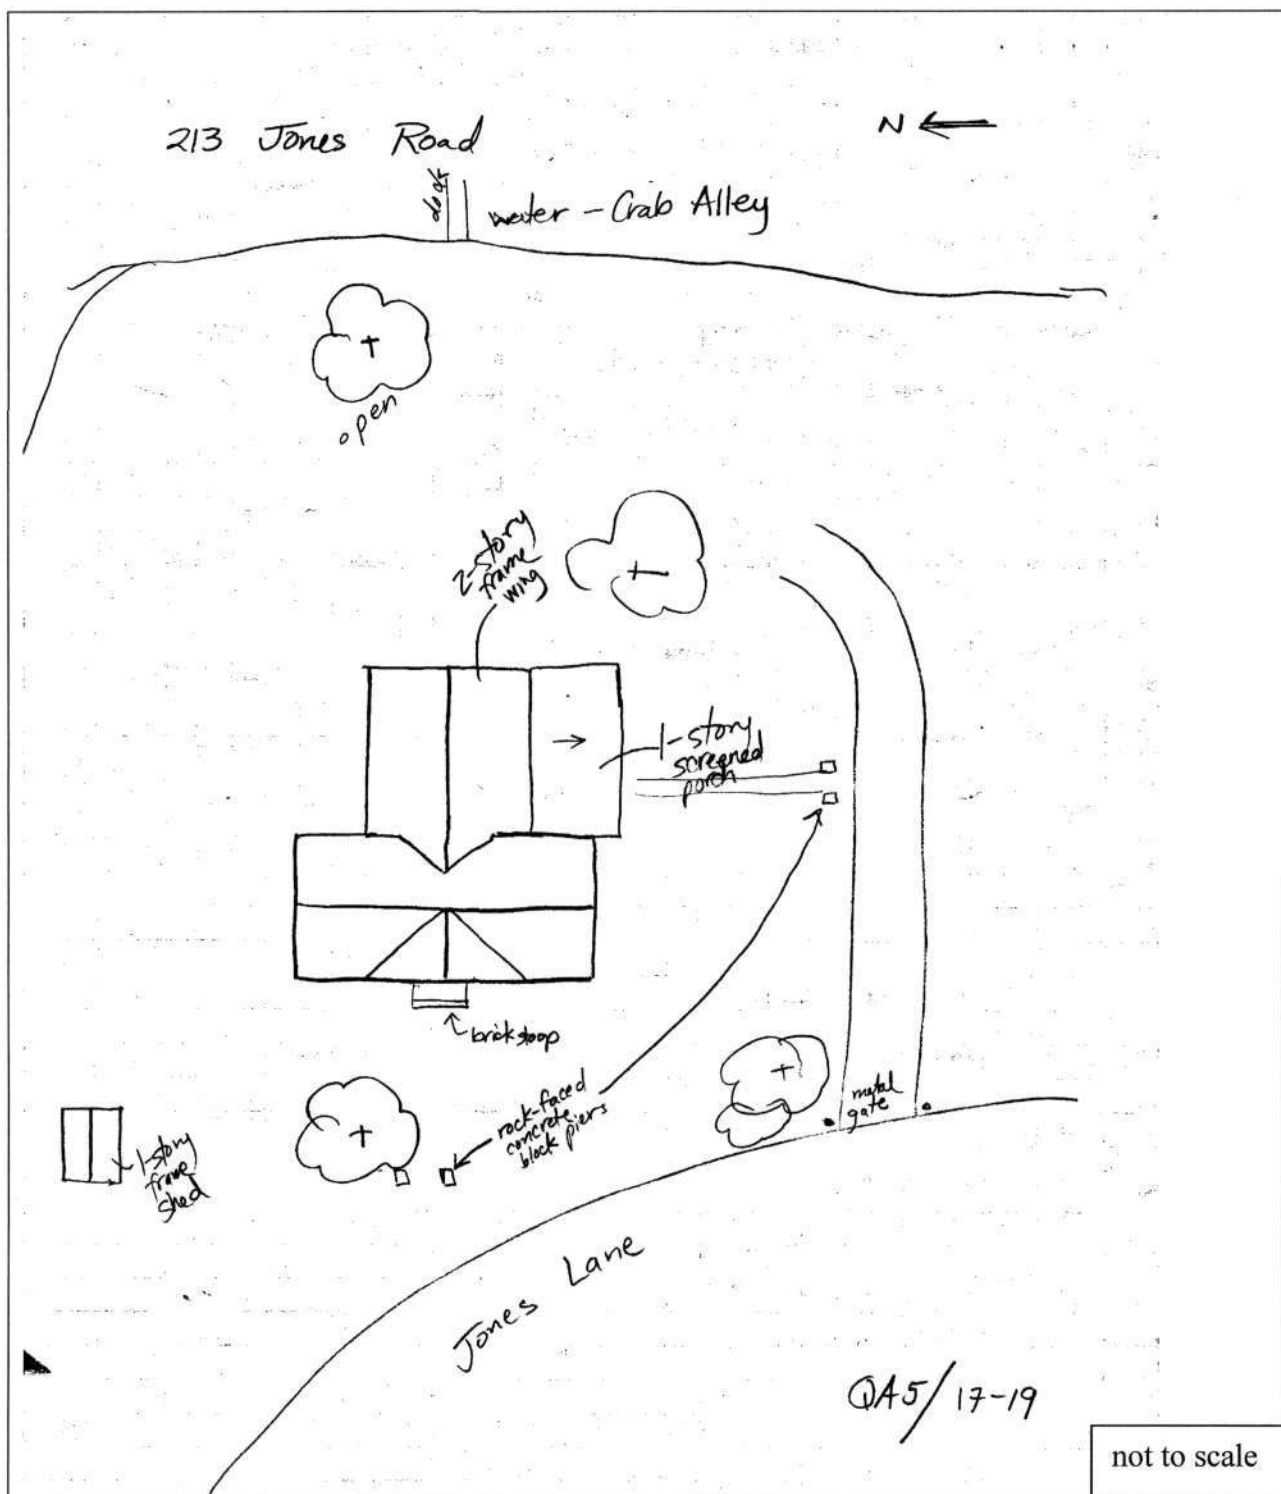 213 Jones Road
N
dock
water - Crab Alley
open
2-story
frame
wing
1-story
screened
porch
brick stoop
rock-faced
concrete
block piers
metal
gate
1-story
frame
shed
Jones Lane
QA5/17-19
not to scale